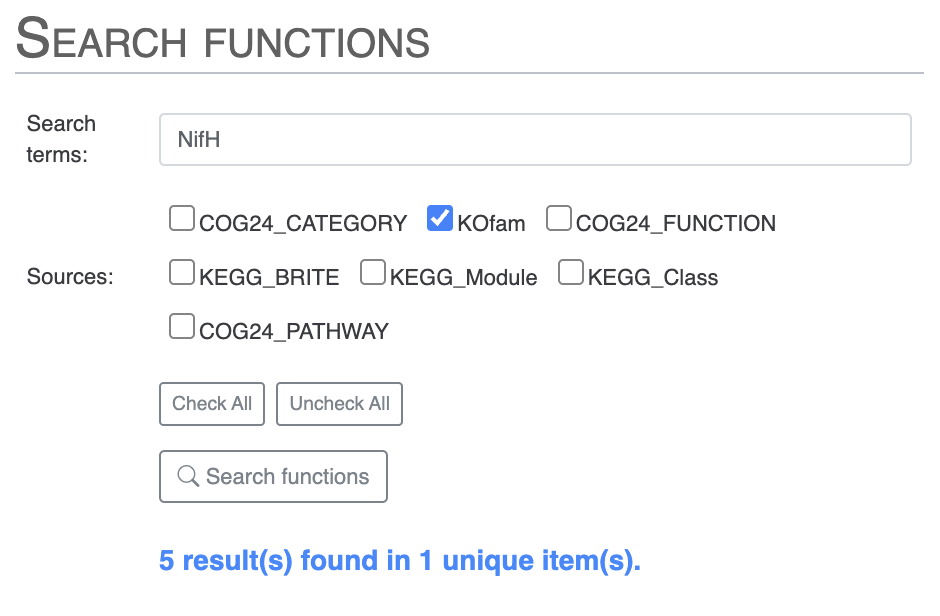 SEARCH FUNCTIONS
Search
terms:
NifH
COG24_CATEGORY KOfam COG24_FUNCTION
Sources:
KEGG_BRITE KEGG_Module KEGG_Class
COG24_PATHWAY
Check All Uncheck All
Search functions
5 result(s) found in 1 unique item(s).